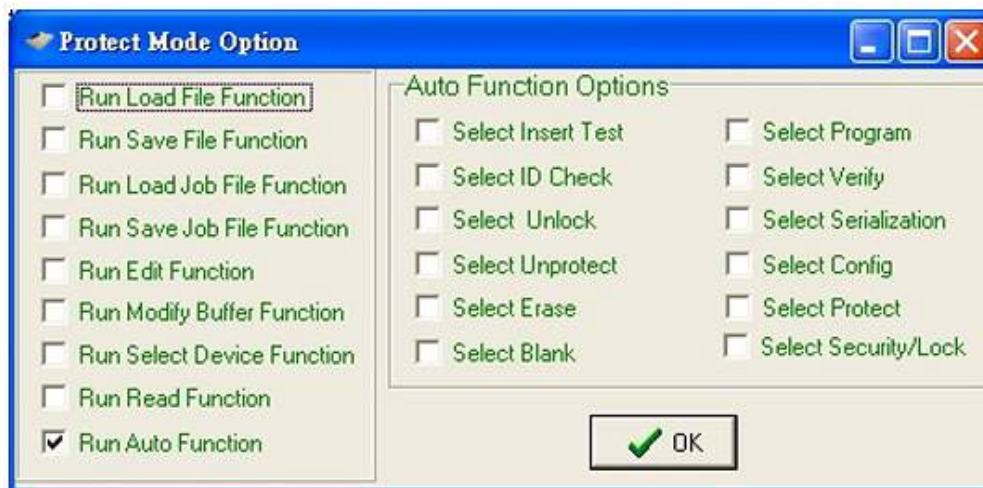 Protect Mode Option
Run Load File Function
Run Save File Function
Run Load Job File Function
Run Save Job File Function
Run Edit Function
Run Modify Buffer Function
Run Select Device Function
Run Read Function
Run Auto Function
Auto Function Options
Select Insert Test
Select ID Check
Select Unlock
Select Unprotect
Select Erase
Select Blank
Select Program
Select Verify
Select Serialization
Select Config
Select Protect
Select Security/Lock
OK